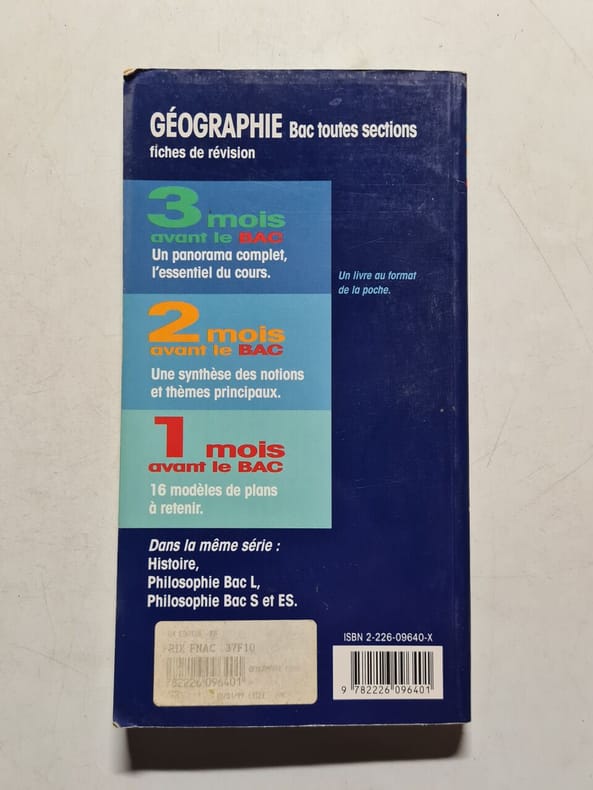 GÉOGRAPHIE Bac toutes sections
fiches de révision
3 mois
avant le BAC
Un panorama complet,
l'essentiel du cours.
Un livre au format
de la poche.
2 mois
avant le BAC
Une synthèse des notions
et thèmes principaux.
1 mois
avant le BAC
16 modèles de plans
à retenir.
Dans la même série :
Histoire,
Philosophie Bac L,
Philosophie Bac S et ES.
PRIX FNAC 37F10
782226 096401
ISBN 2-226-09640-X
9 782226 096401